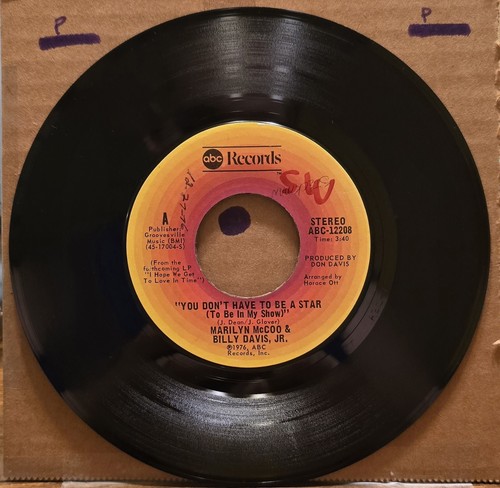 P
P
abc Records
A
Publisher
Groovesville
Music (BMI)
(45-17004-S)
STEREO
ABC-12208
Time: 3:40
(From the
forthcoming LP
"I Hope We Get
To Love In Time")
PRODUCED BY
DON DAVIS
Arranged by
Horace Ott
"YOU DON'T HAVE TO BE A STAR
(To Be In My Show)"
(J. Dean/J. Glover)
MARILYN McCOO &
BILLY DAVIS, JR.
©1976, ABC
Records, Inc.